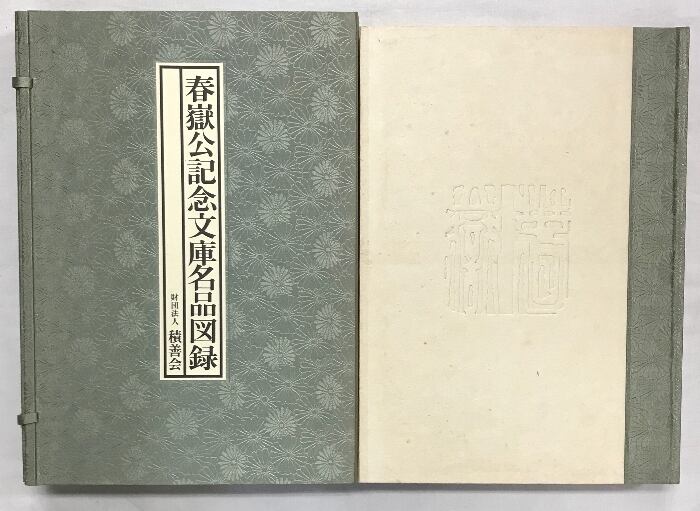 春嶽公記念文庫名品図録
財団法人 積善会